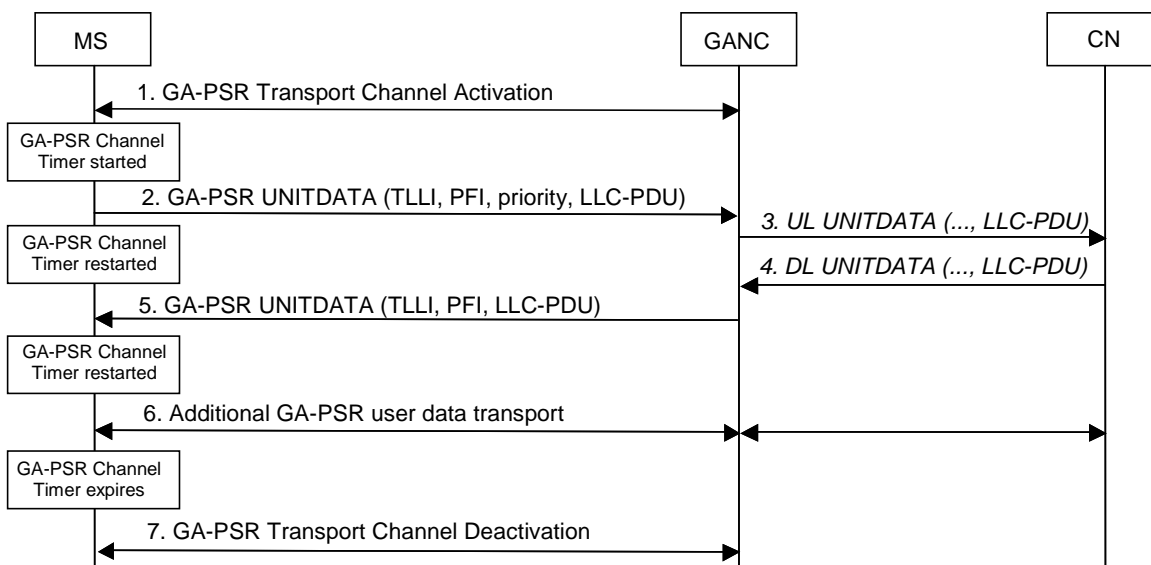 MS
GANC
CN
1. GA-PSR Transport Channel Activation
GA-PSR Channel
Timer started
2. GA-PSR UNITDATA (TLLI, PFI, priority, LLC-PDU)
3. UL UNITDATA (..., LLC-PDU)
GA-PSR Channel
Timer restarted
4. DL UNITDATA (..., LLC-PDU)
5. GA-PSR UNITDATA (TLLI, PFI, LLC-PDU)
GA-PSR Channel
Timer restarted
6. Additional GA-PSR user data transport
GA-PSR Channel
Timer expires
7. GA-PSR Transport Channel Deactivation